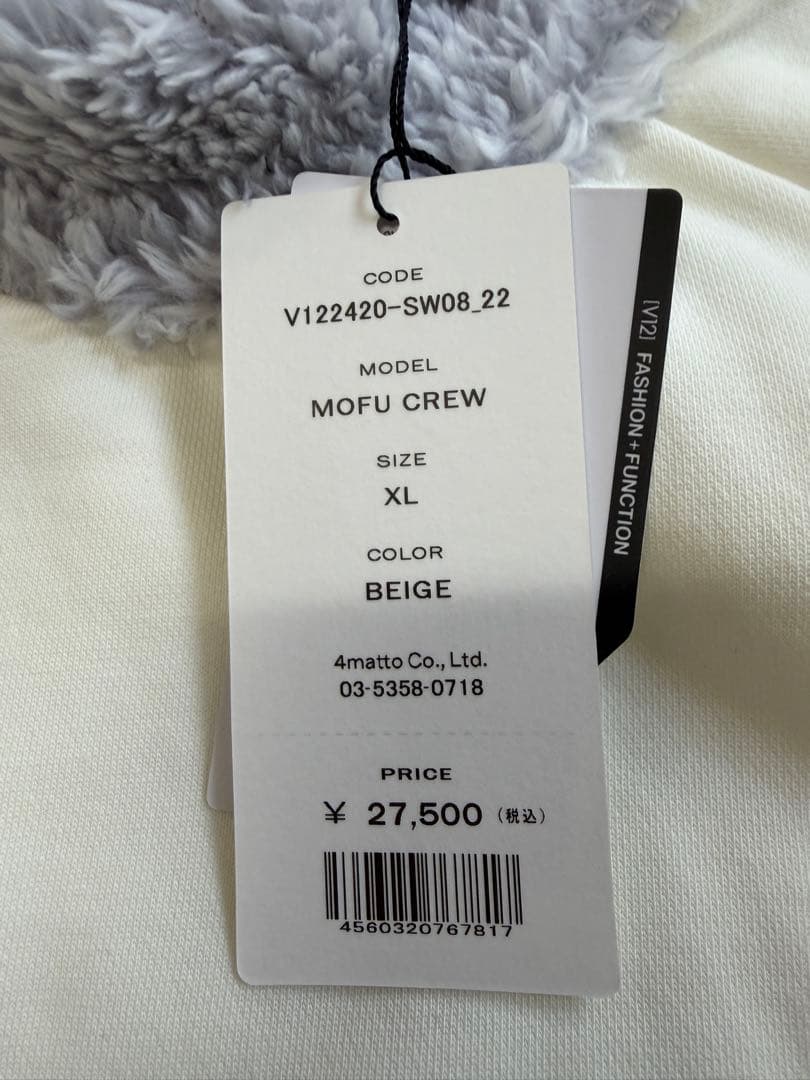 CODE
V122420-SW08_22
MODEL
MOFU CREW
SIZE
XL
COLOR
BEIGE
4matto Co., Ltd.
03-5358-0718
PRICE
¥ 27,500 (税込)
4560320767817
[V12] FASHION+FUNCTION